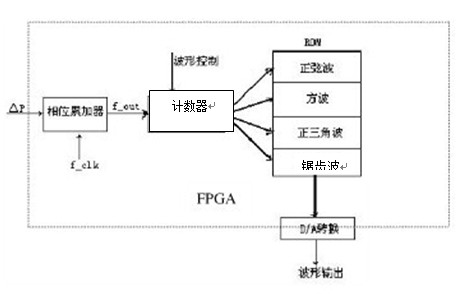 ROM
波形控制
正弦波
方波
正三角波
锯齿波
△P
相位累加器
f_out
计数器
f_clk
FPGA
D/A转换
波形输出